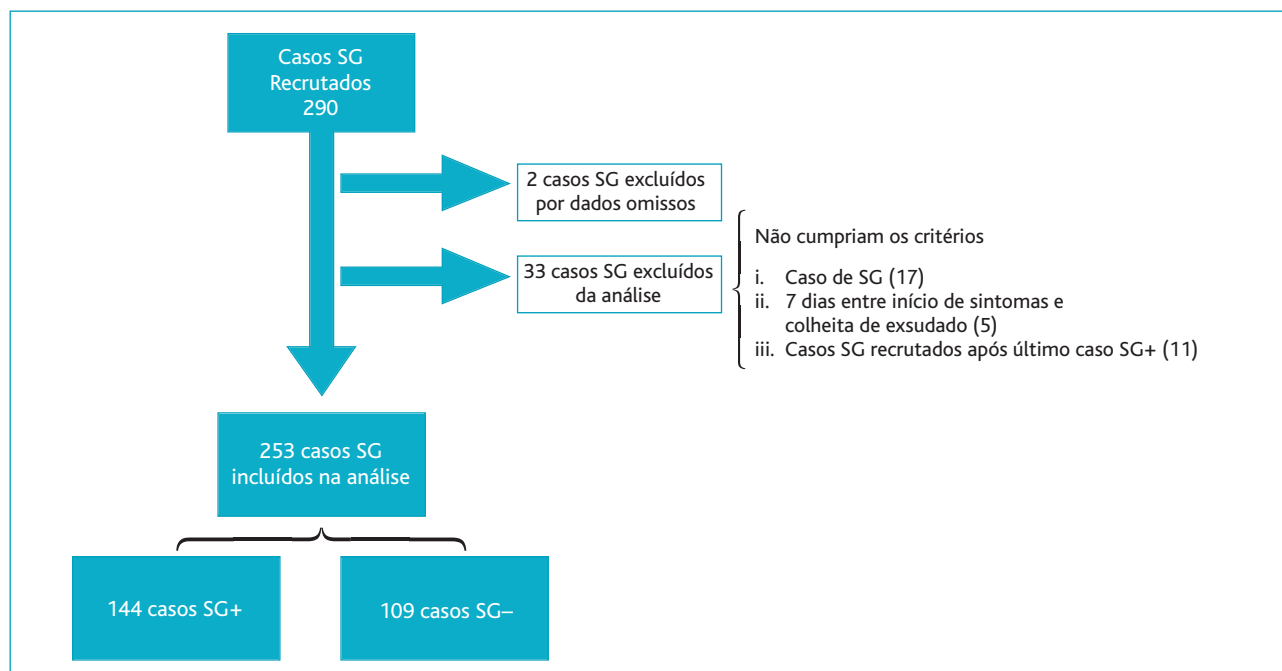 Casos SG
Recrutados
290
2 casos SG excluídos
por dados omissos
33 casos SG excluídos
da análise
Não cumpriam os critérios
i. Caso de SG (17)
ii. 7 dias entre início de sintomas e
colheita de exsudado (5)
iii. Casos SG recrutados após último caso SG+ (11)
253 casos SG
incluídos na análise
144 casos SG+
109 casos SG–